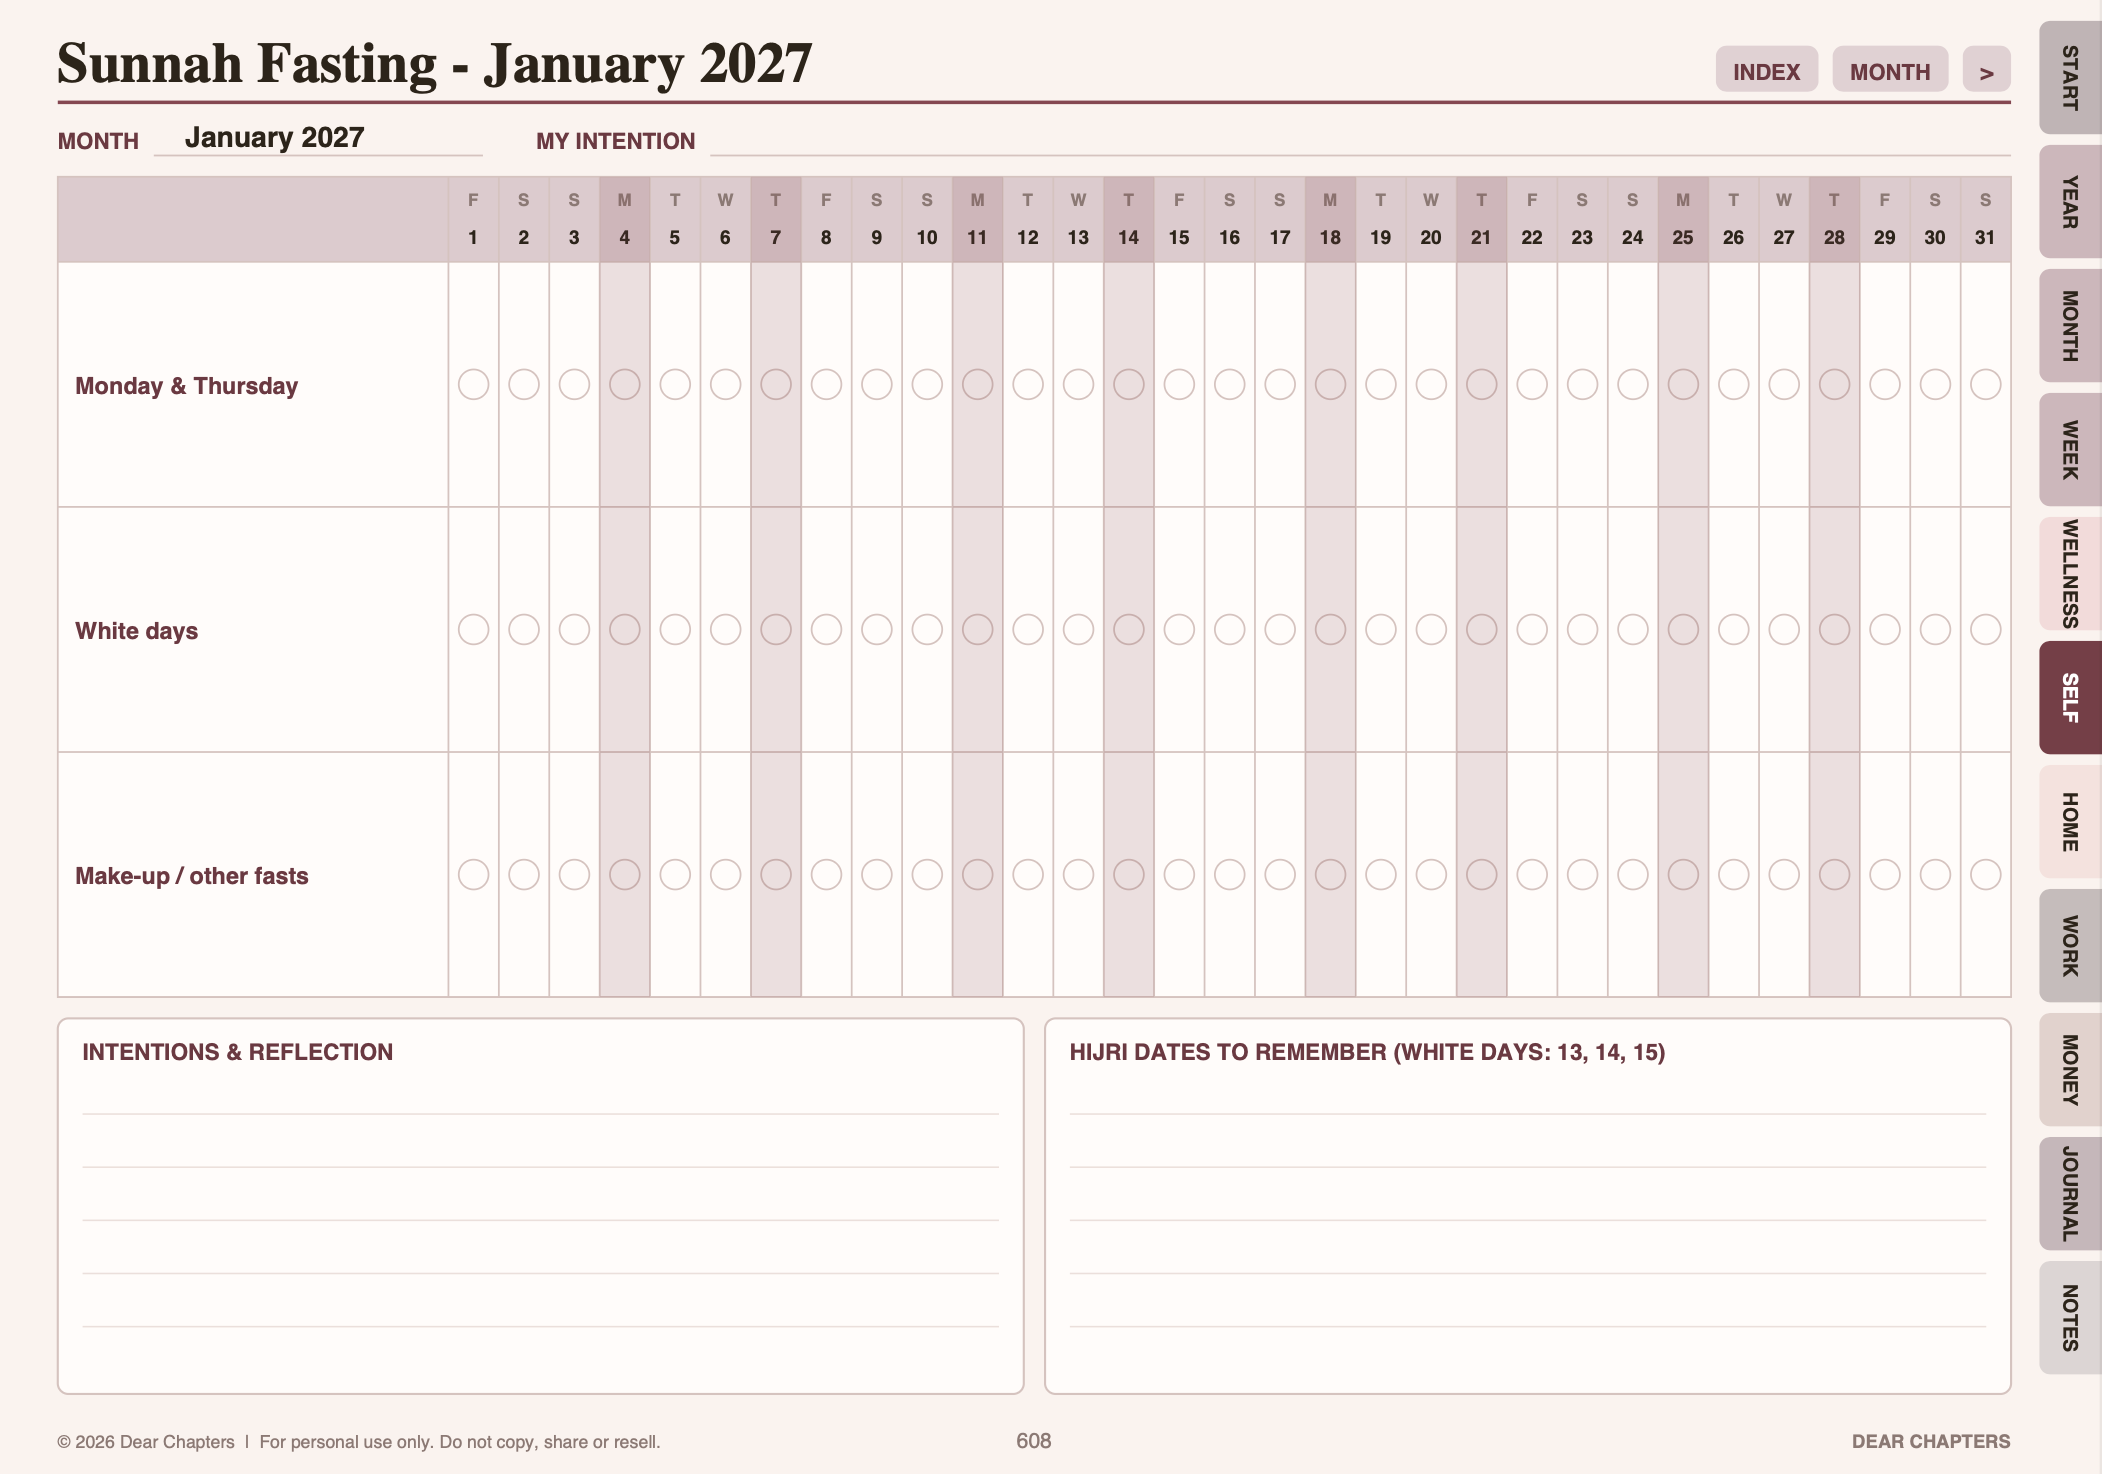 Sunnah Fasting - January 2027
INDEX MONTH >
MONTH January 2027 MY INTENTION
F S S M T W T F S S M T W T F S S M T W T F S S M T W T F S S
1 2 3 4 5 6 7 8 9 10 11 12 13 14 15 16 17 18 19 20 21 22 23 24 25 26 27 28 29 30 31
Monday & Thursday
White days
Make-up / other fasts
INTENTIONS & REFLECTION
HIJRI DATES TO REMEMBER (WHITE DAYS: 13, 14, 15)
© 2026 Dear Chapters | For personal use only. Do not copy, share or resell.
608
DEAR CHAPTERS
START
YEAR
MONTH
WEEK
WELLNESS
SELF
HOME
WORK
MONEY
JOURNAL
NOTES